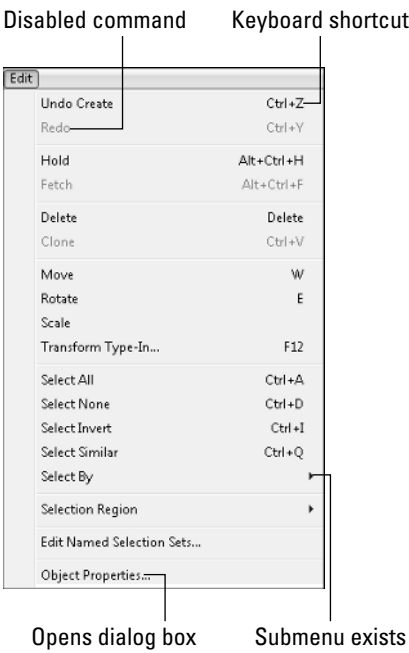 Disabled command Keyboard shortcut
Edit
Undo Create Ctrl+Z
Redo Ctrl+Y
Hold Alt+Ctrl+H
Fetch Alt+Ctrl+F
Delete Delete
Clone Ctrl+V
Move W
Rotate E
Scale
Transform Type-In... F12
Select All Ctrl+A
Select None Ctrl+D
Select Invert Ctrl+I
Select Similar Ctrl+Q
Select By
Selection Region
Edit Named Selection Sets...
Object Properties...
Opens dialog box Submenu exists